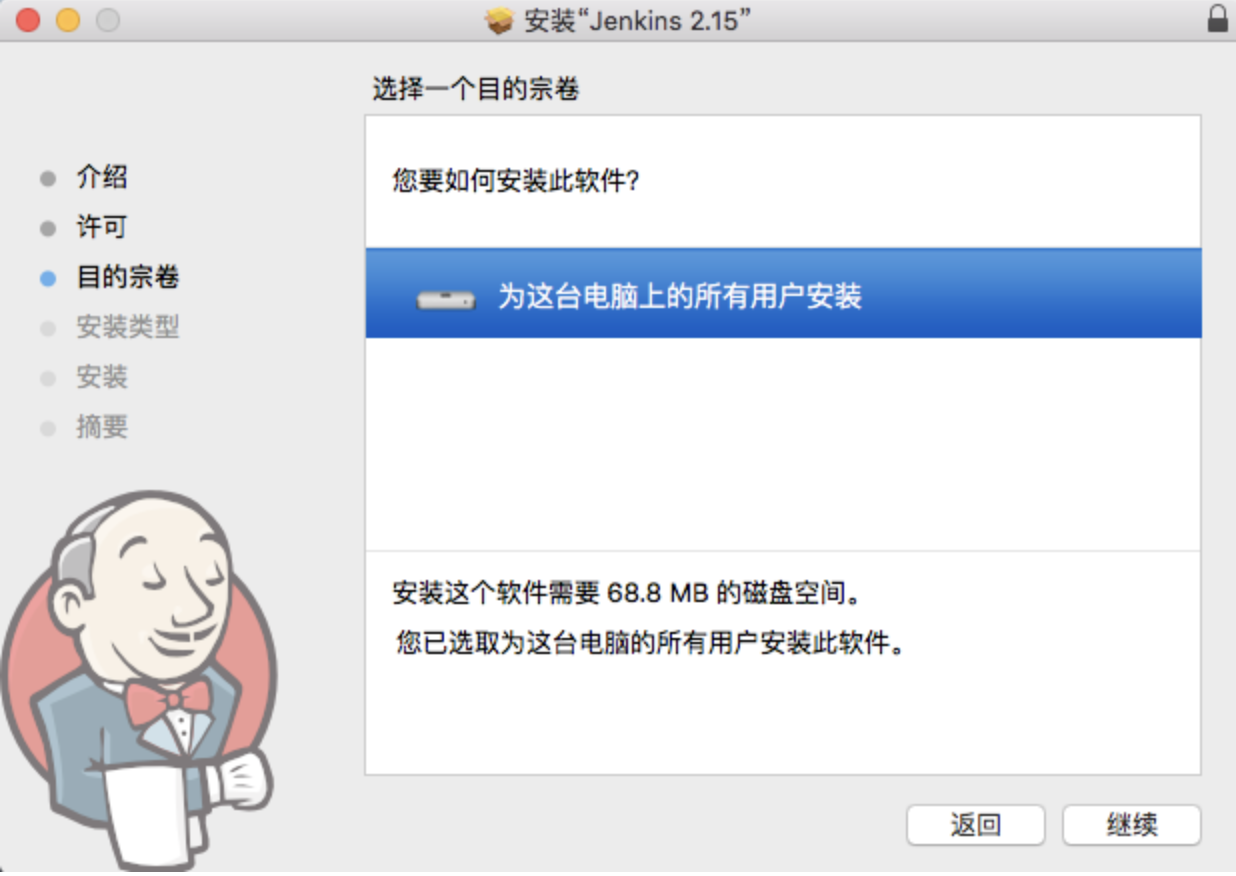 安装“Jenkins 2.15”
选择一个目的宗卷
介绍
许可
目的宗卷
安装类型
安装
摘要
您要如何安装此软件?
为这台电脑上的所有用户安装
安装这个软件需要 68.8 MB 的磁盘空间。
您已选取为这台电脑的所有用户安装此软件。
返回
继续